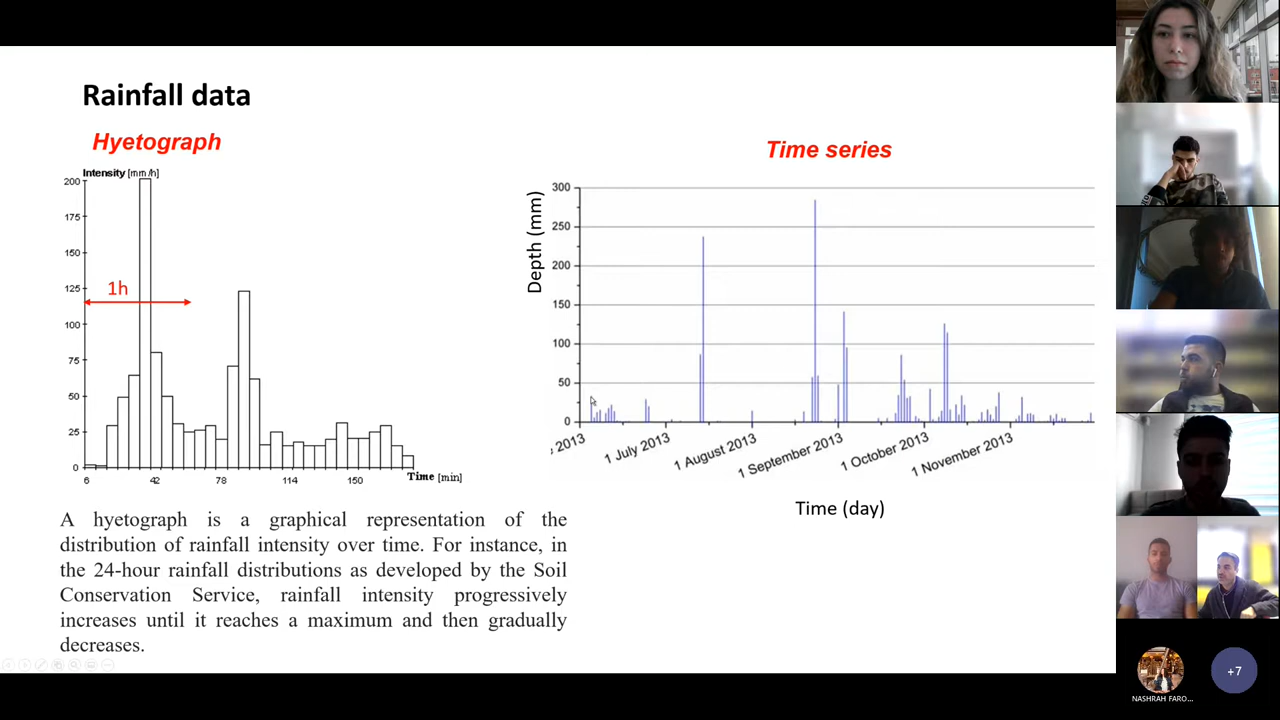 Rainfall data
Hyetograph
Intensity [mm/h]
200
175
150
125
100
75
50
25
0
1h
6
42
78
114
150
Time [min]
A hyetograph is a graphical representation of the
distribution of rainfall intensity over time. For instance, in
the 24-hour rainfall distributions as developed by the Soil
Conservation Service, rainfall intensity progressively
increases until it reaches a maximum and then gradually
decreases.
Time series
Depth (mm)
300
250
200
150
100
50
0
2013
1 July 2013
1 August 2013
1 September 2013
1 October 2013
1 November 2013
Time (day)
NASHRAH FARO...
+7